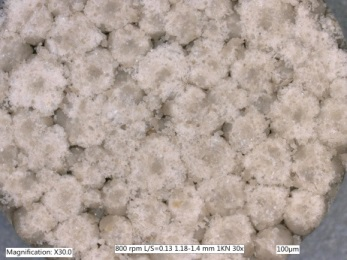 Magnification: X30.0
800 rpm L/S=0.13 1.18-1.4 mm 1KN 30x
100μm